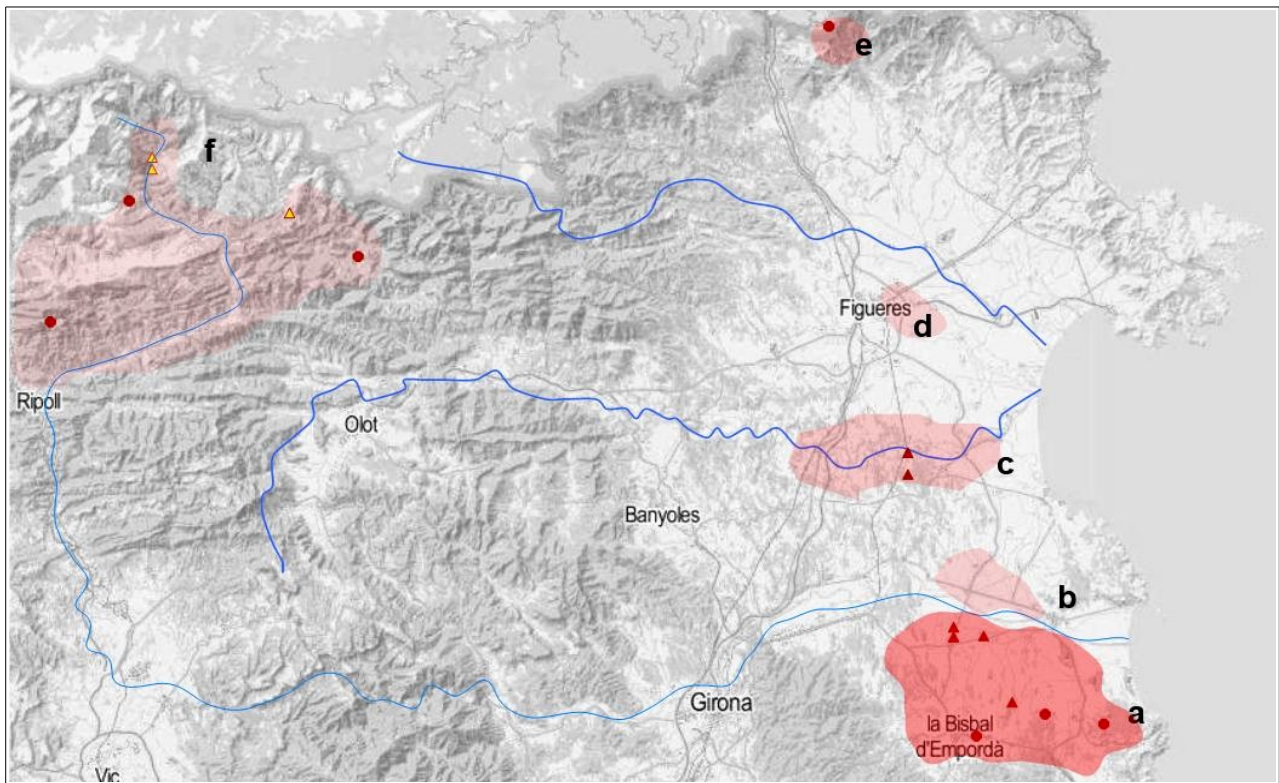 e
f
Figueres
d
Ripoll
Olot
c
Banyoles
b
Girona
a
la Bisbal
d'Empordà
Vic